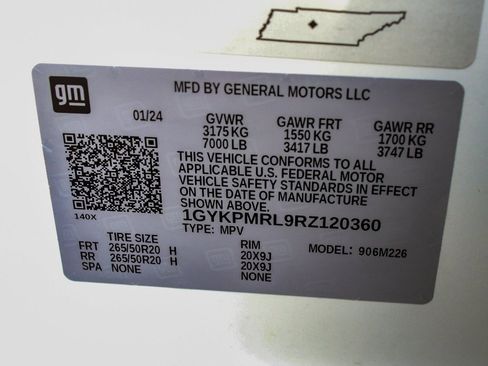 gm
MFD BY GENERAL MOTORS LLC
01/24 GVWR GAWR FRT GAWR RR
3175 KG 1550 KG 1700 KG
7000 LB 3417 LB 3747 LB
THIS VEHICLE CONFORMS TO ALL
APPLICABLE U.S. FEDERAL MOTOR
VEHICLE SAFETY STANDARDS IN EFFECT
ON THE DATE OF MANUFACTURE
SHOWN ABOVE.
140X 1GYKPMRL9RZ120360
TYPE: MPV
TIRE SIZE RIM MODEL: 906M226
FRT 265/50R20 H 20X9J
RR 265/50R20 H 20X9J
SPA NONE NONE